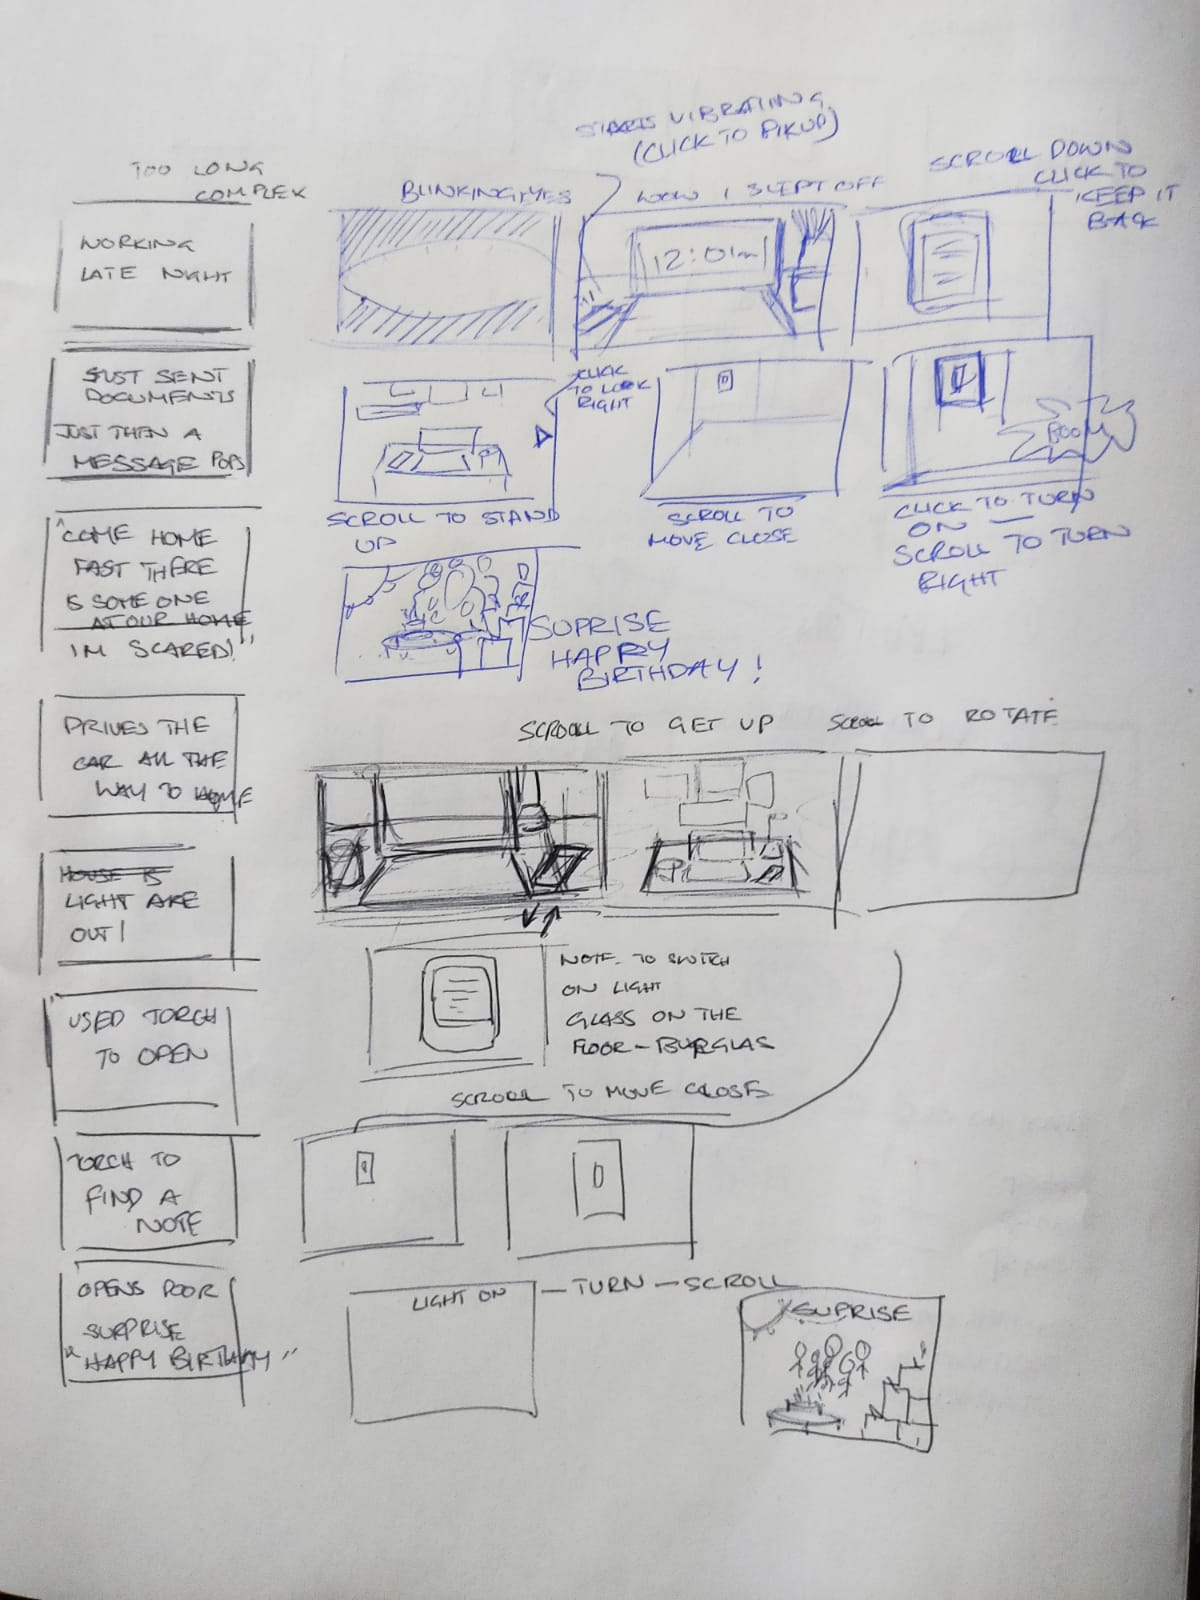 TOO LONG
COMPLEX
WORKING
LATE NIGHT
JUST SENT
DOCUMENTS
JUST THEN A
MESSAGE POPS
"COME HOME
FAST THERE
IS SOMEONE
AT OUR HOME
I'M SCARED!"
DRIVES THE
CAR ALL THE
WAY TO HOME
HOUSE IS
LIGHT ARE
OUT!
USED TORCH
TO OPEN
TORCH TO
FIND A
NOTE
OPENS DOOR
SURPRISE
"HAPPY BIRTHDAY"
BLINKING EYES
STARTS VIBRATING
(CLICK TO PIKUP)
WOW I SLEPT OFF
12:01
SCROLL DOWN
CLICK TO
KEEP IT
BACK
SCROLL TO STAND
UP
CLICK
TO LOOK
RIGHT
SCROLL TO
MOVE CLOSE
BOOM
CLICK TO TURN
ON —
SCROLL TO TURN
RIGHT
SUPRISE
HAPPY
BIRTHDAY!
SCROLL TO GET UP
SCROLL TO ROTATE
NOTE. TO SWITCH
ON LIGHT
GLASS ON THE
FLOOR - BURGLAS
SCROLL TO MOVE CLOSE
LIGHT ON — TURN — SCROLL
SUPRISE